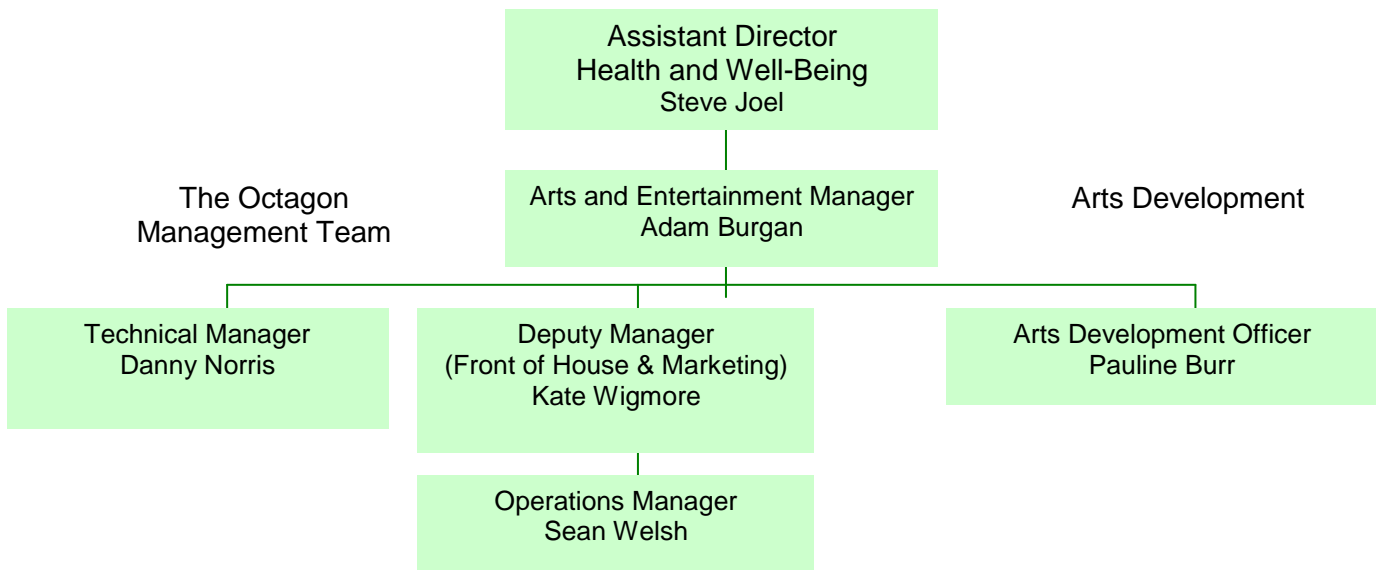 Assistant Director
Health and Well-Being
Steve Joel
The Octagon
Management Team
Arts and Entertainment Manager
Adam Burgan
Arts Development
Technical Manager
Danny Norris
Deputy Manager
(Front of House & Marketing)
Kate Wigmore
Arts Development Officer
Pauline Burr
Operations Manager
Sean Welsh